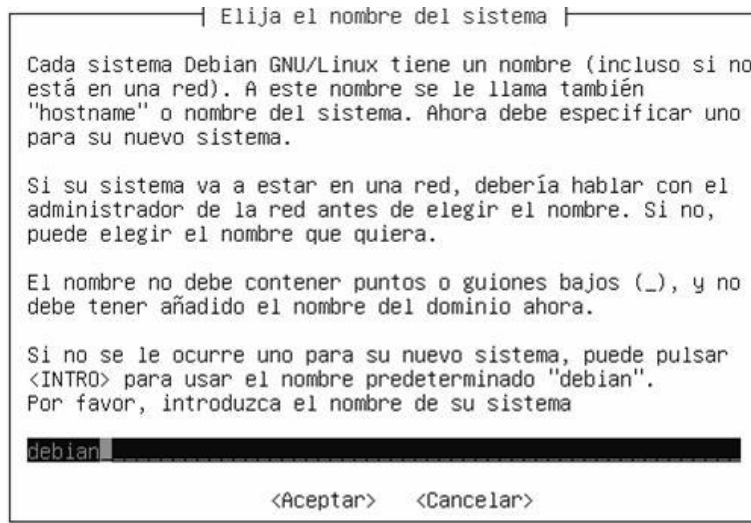 Elija el nombre del sistema
Cada sistema Debian GNU/Linux tiene un nombre (incluso si no
está en una red). A este nombre se le llama también
"hostname" o nombre del sistema. Ahora debe especificar uno
para su nuevo sistema.
Si su sistema va a estar en una red, debería hablar con el
administrador de la red antes de elegir el nombre. Si no,
puede elegir el nombre que quiera.
El nombre no debe contener puntos o guiones bajos (_), y no
debe tener añadido el nombre del dominio ahora.
Si no se le ocurre uno para su nuevo sistema, puede pulsar
<INTRO> para usar el nombre predeterminado "debian".
Por favor, introduzca el nombre de su sistema
debian
<Aceptar> <Cancelar>